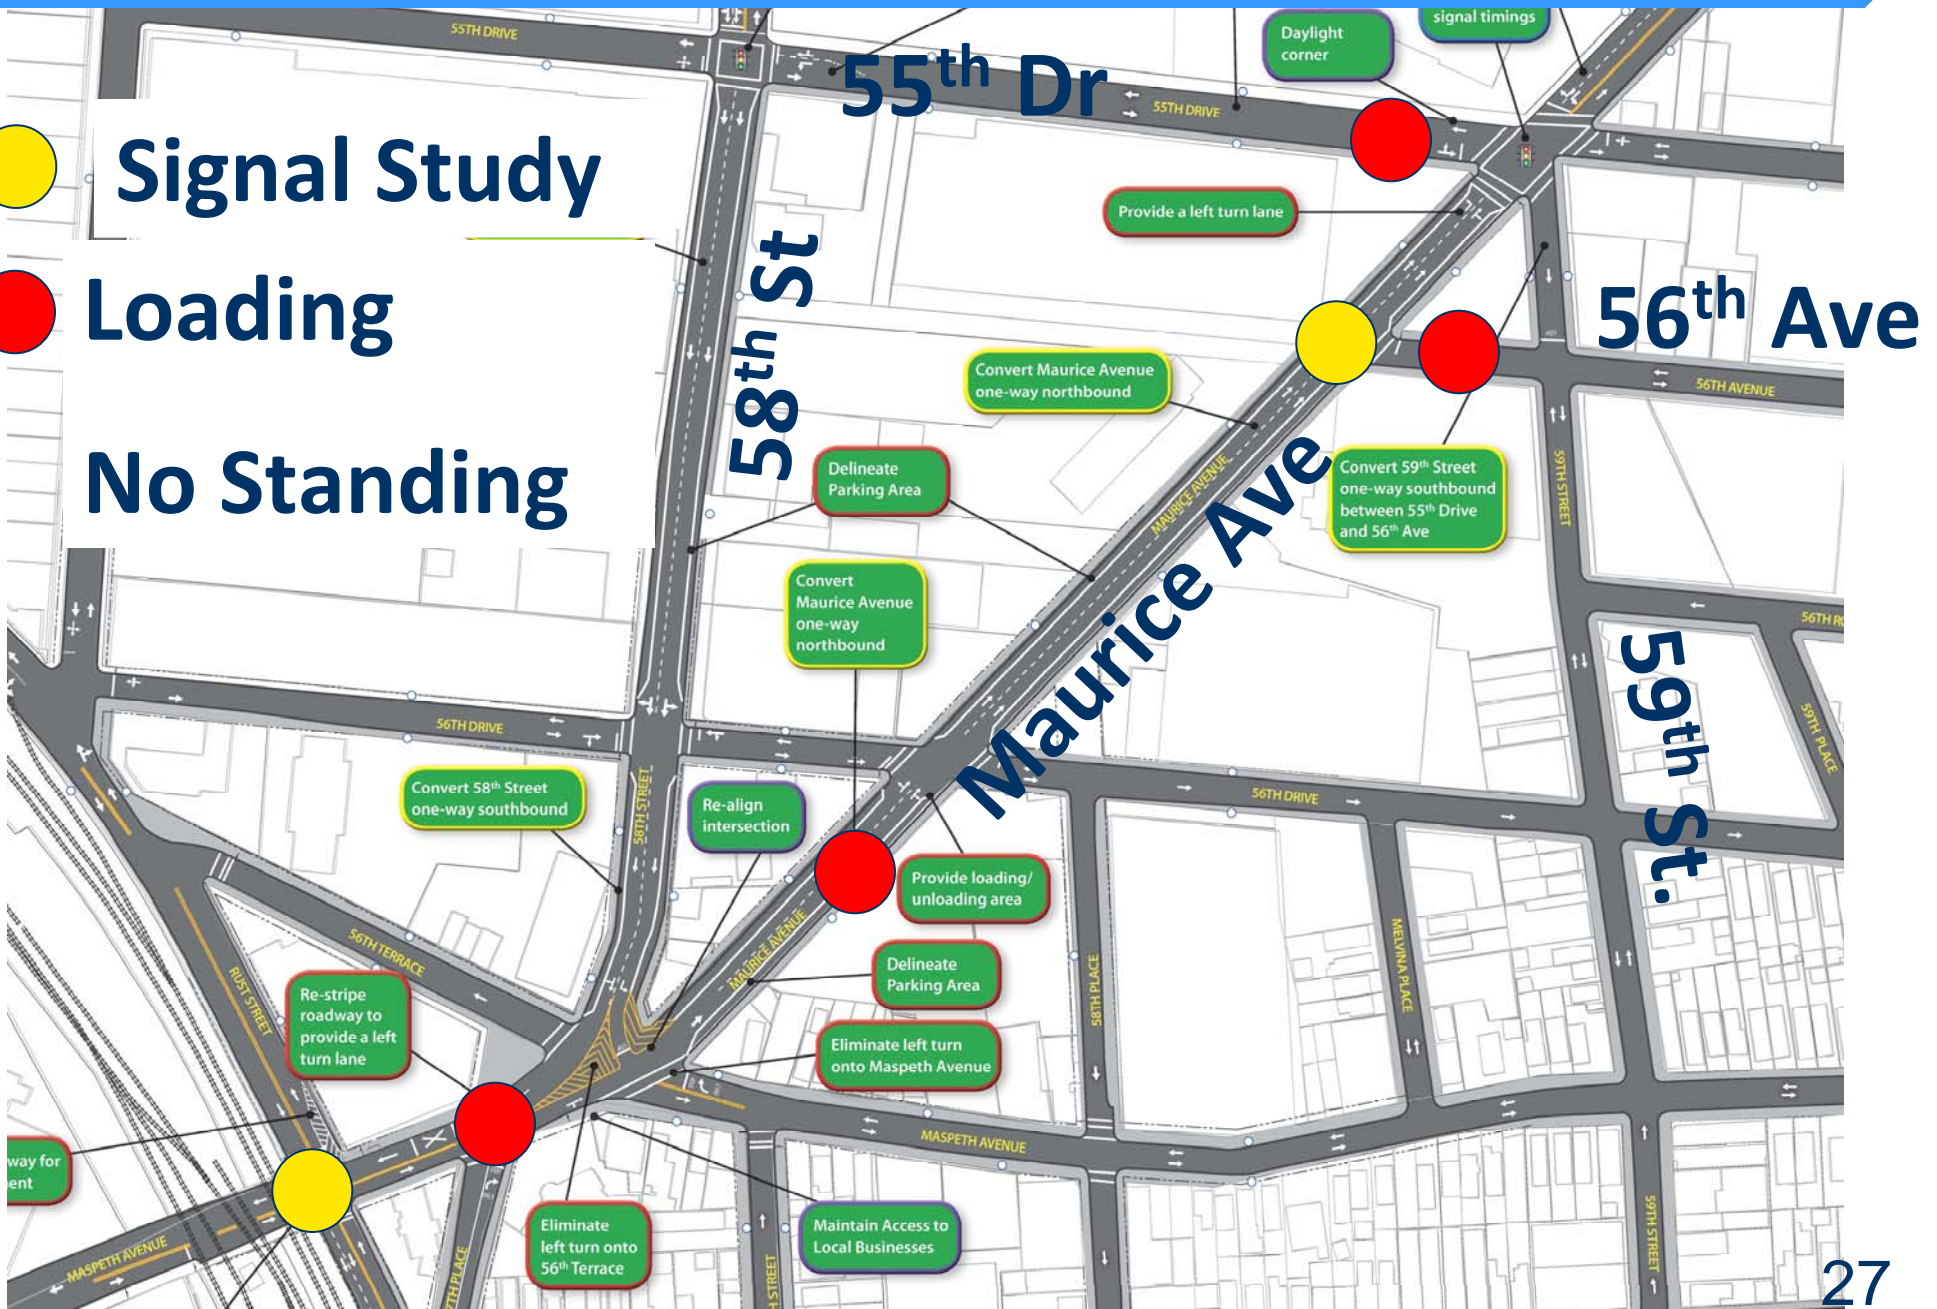 55TH DRIVE
Daylight
corner
signal timings
55th Dr
55TH DRIVE
Signal Study
Provide a left turn lane
Loading
58th St
56th Ave
Convert Maurice Avenue
one-way northbound
56TH AVENUE
No Standing
Delineate
Parking Area
MAURICE AVENUE
Maurice Ave
Convert 59th Street
one-way southbound
between 55th Drive
and 56th Ave
59TH STREET
Convert
Maurice Avenue
one-way
northbound
56TH R
59th St.
59TH PLACE
56TH DRIVE
Convert 58th Street
one-way southbound
58TH STREET
Re-align
intersection
56TH DRIVE
Provide loading/
unloading area
56TH TERRACE
MAURICE AVENUE
RUST STREET
Re-stripe
roadway to
provide a left
turn lane
Delineate
Parking Area
58TH PLACE
MELVINA PLACE
Eliminate left turn
onto Maspeth Avenue
MASPETH AVENUE
way for
ent
Eliminate
left turn onto
56th Terrace
Maintain Access to
Local Businesses
MASPETH AVENUE
TH PLACE
H STREET
59TH STREET
27